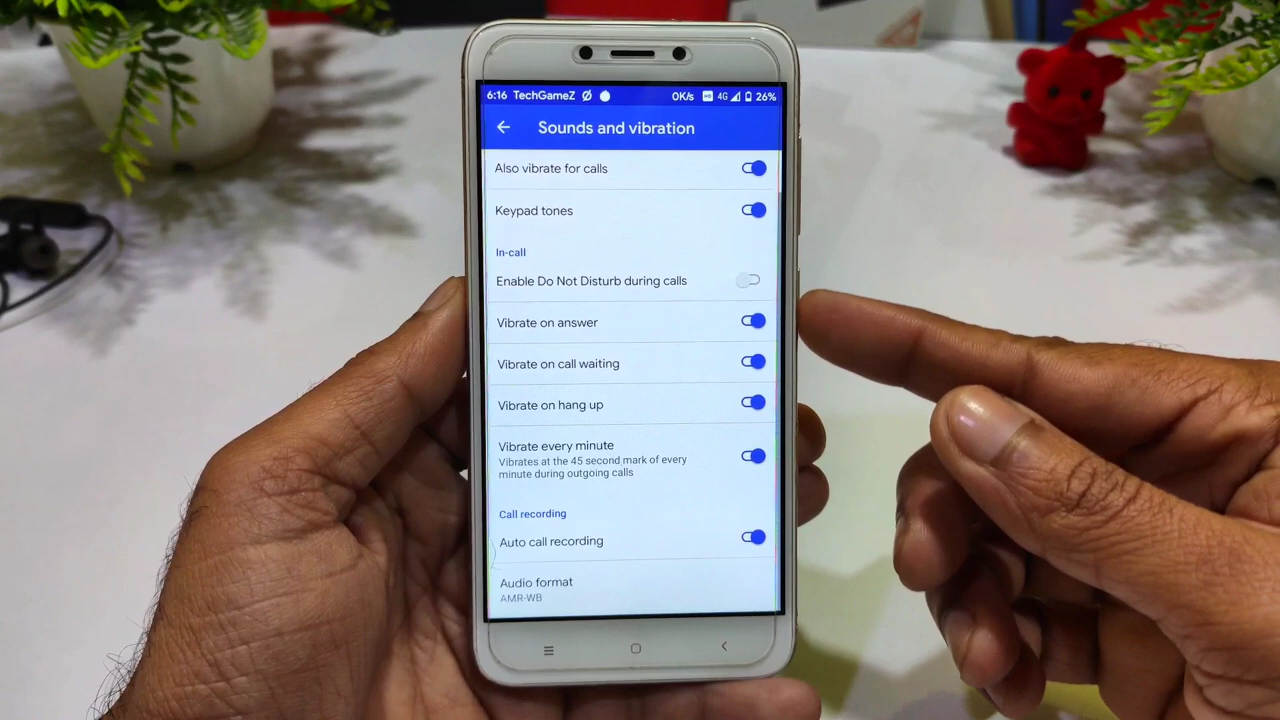 6:16 TechGameZ 0K/s HD 4G 26%
Sounds and vibration
Also vibrate for calls
Keypad tones
In-call
Enable Do Not Disturb during calls
Vibrate on answer
Vibrate on call waiting
Vibrate on hang up
Vibrate every minute
Vibrates at the 45 second mark of every
minute during outgoing calls
Call recording
Auto call recording
Audio format
AMR-WB